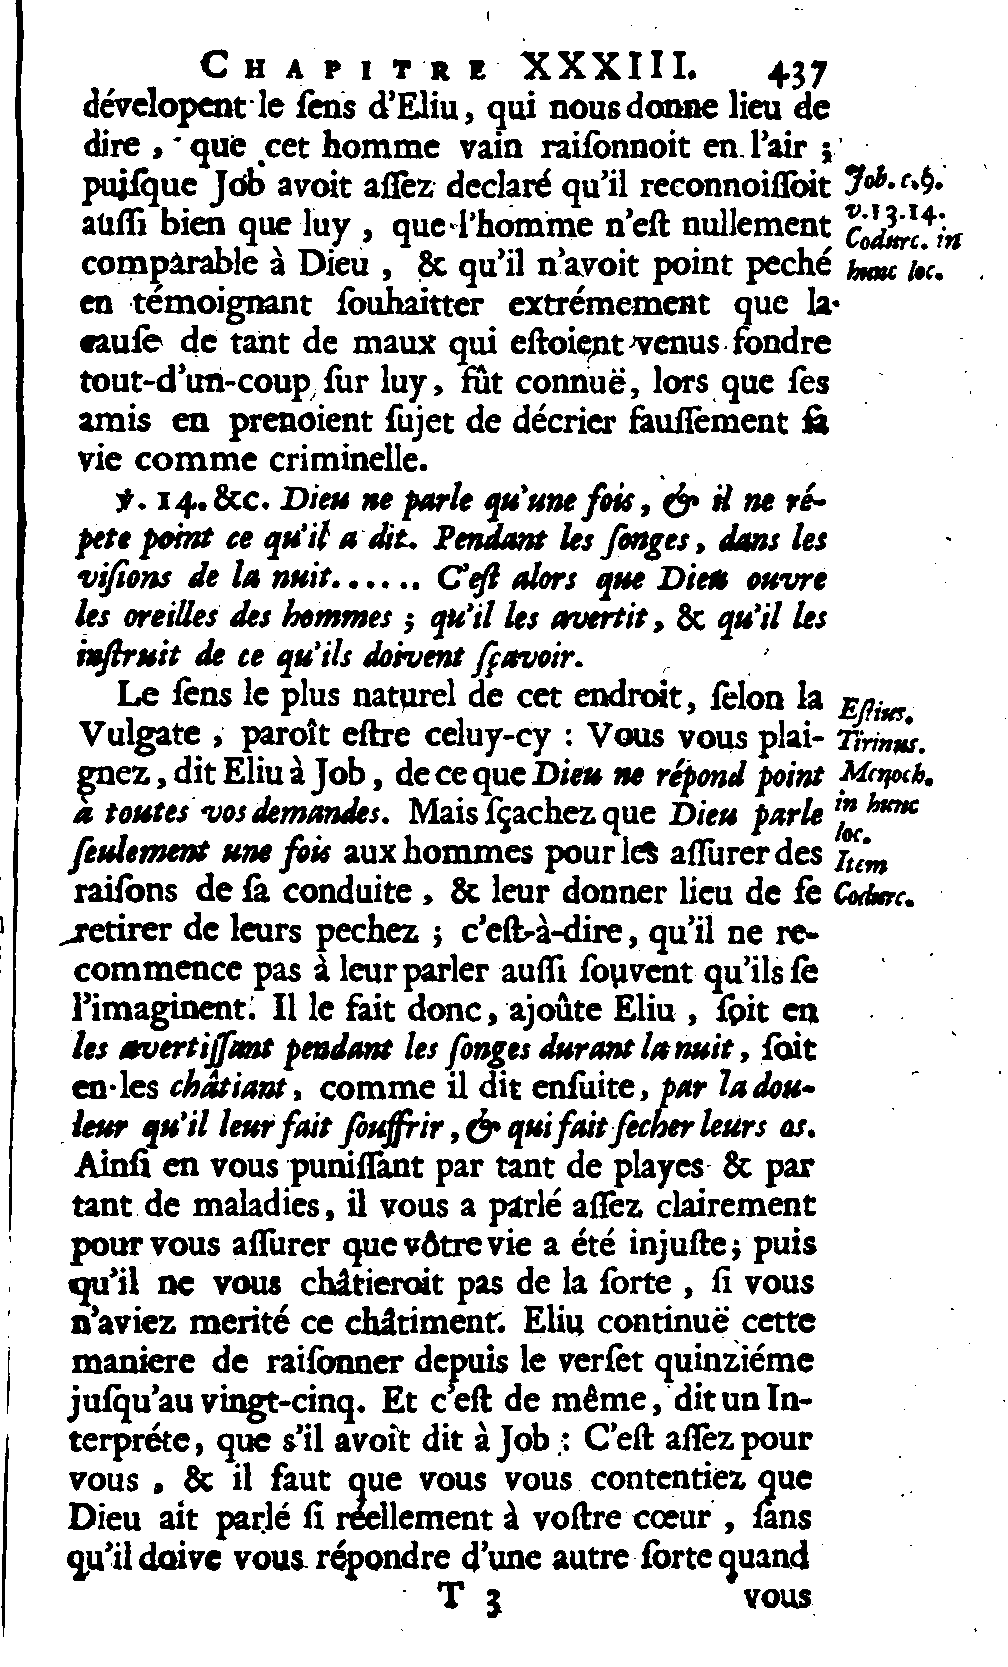 CHAPITRE XXXIII. 437
dévelopent le ſens d'Eliu, qui nous donne lieu de
dire, que cet homme vain raiſonnoit en l'air ;
puiſque Job avoit aſſez declaré qu'il reconnoiſſoit
auſſi bien que luy, que l'homme n'eſt nullement
comparable à Dieu, & qu'il n'avoit point peché
en témoignant ſouhaitter extrémement que la
cauſe de tant de maux qui eſtoient venus fondre
tout-d'un-coup ſur luy, fût connuë, lors que ſes
amis en prenoient ſujet de décrier fauſſement ſa
vie comme criminelle.
Job. c. 9.
v. 13. 14.
Codurc. in
hunc loc.
℣. 14. &c. Dieu ne parle qu'une fois, & il ne ré-
pete point ce qu'il a dit. Pendant les ſonges, dans les
viſions de la nuit...... C'eſt alors que Dieu ouvre
les oreilles des hommes ; qu'il les avertit, & qu'il les
inſtruit de ce qu'ils doivent ſçavoir.
Le ſens le plus naturel de cet endroit, ſelon la
Vulgate, paroît eſtre celuy-cy : Vous vous plai-
gnez, dit Eliu à Job, de ce que Dieu ne répond point
à toutes vos demandes. Mais ſçachez que Dieu parle
ſeulement une fois aux hommes pour les aſſurer des
raiſons de ſa conduite, & leur donner lieu de ſe
retirer de leurs pechez ; c'eſt-à-dire, qu'il ne re-
commence pas à leur parler auſſi ſouvent qu'ils ſe
l'imaginent. Il le fait donc, ajoûte Eliu, ſoit en
les avertiſſant pendant les ſonges durant la nuit, ſoit
en les châtiant, comme il dit enſuite, par la dou-
leur qu'il leur fait ſouffrir, & qui fait ſecher leurs os.
Ainſi en vous puniſſant par tant de playes & par
tant de maladies, il vous a parlé aſſez clairement
pour vous aſſurer que vôtre vie a été injuſte ; puis
qu'il ne vous châtieroit pas de la ſorte, ſi vous
n'aviez merité ce châtiment. Eliu continuë cette
maniere de raiſonner depuis le verſet quinziéme
juſqu'au vingt-cinq. Et c'eſt de même, dit un In-
terpréte, que s'il avoît dit à Job : C'eſt aſſez pour
vous, & il faut que vous vous contentiez que
Dieu ait parlé ſi réellement à voſtre cœur, ſans
qu'il doive vous répondre d'une autre ſorte quand
Eſtius.
Tirinus.
Menoch.
in hunc
loc.
Item
Codurc.
T 3 vous